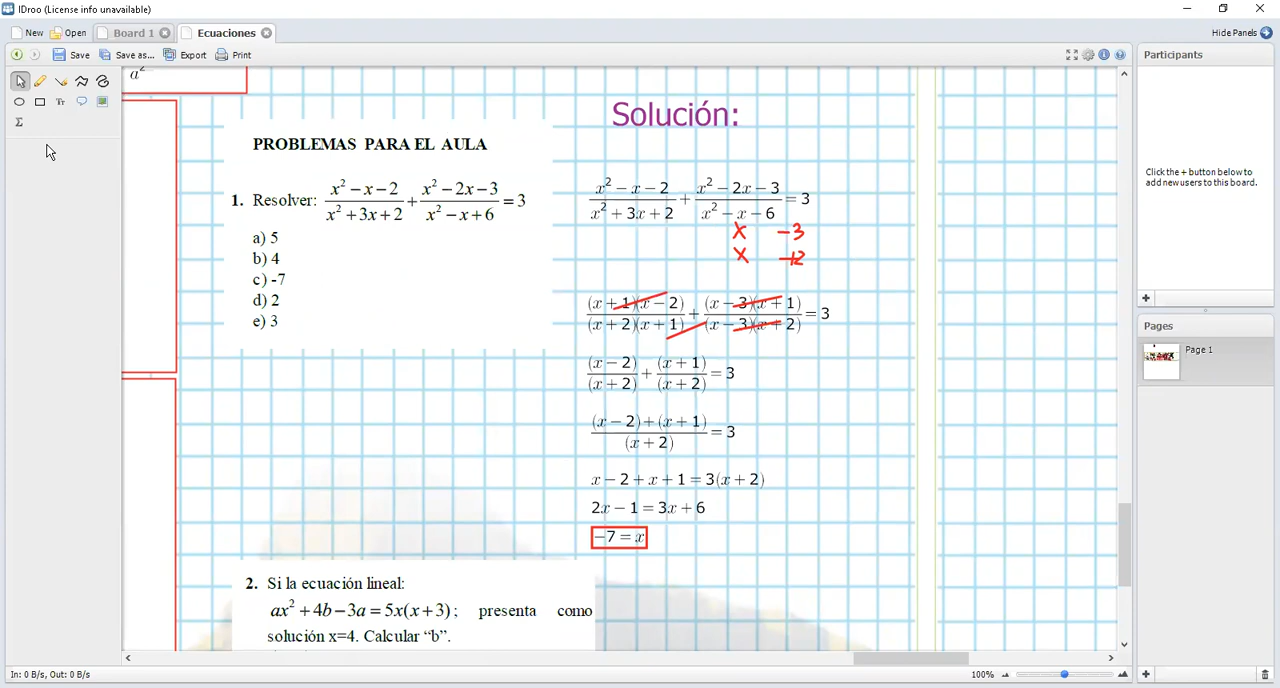 IDroo (License info unavailable)
New Open Board 1 Ecuaciones Hide Panels
Save Save as... Export Print
Participants
Click the + button below to
add new users to this board.
Pages
Page 1
a²
Tr
Σ
PROBLEMAS PARA EL AULA
1. Resolver: (x² − x − 2)/(x² + 3x + 2) + (x² − 2x − 3)/(x² − x + 6) = 3
a) 5
b) 4
c) -7
d) 2
e) 3
Solución:
(x² − x − 2)/(x² + 3x + 2) + (x² − 2x − 3)/(x² − x − 6) = 3
x −3
(x + 1)(x − 2)/(x + 2)(x + 1) + (x − 3)(x + 1)/(x − 3)(x + 2) = 3
(x − 2)/(x + 2) + (x + 1)/(x + 2) = 3
(x − 2) + (x + 1)/(x + 2) = 3
x − 2 + x + 1 = 3(x + 2)
2x − 1 = 3x + 6
−7 = x
2. Si la ecuación lineal:
ax² + 4b − 3a = 5x(x + 3); presenta como
solución x=4. Calcular “b”.
In: 0 B/s, Out: 0 B/s
100%